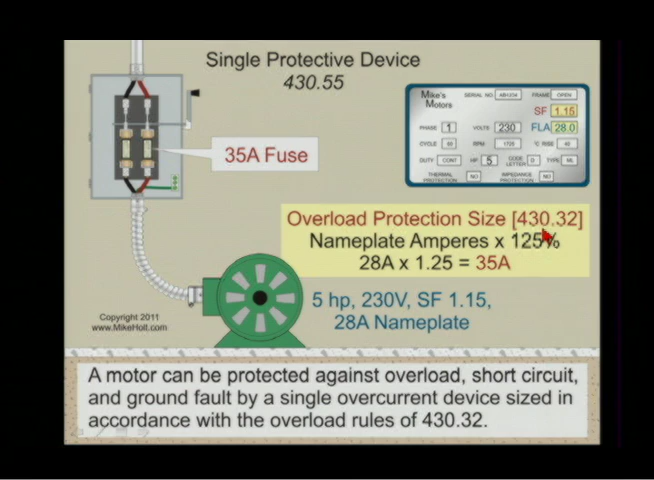 Single Protective Device
430.55
35A Fuse
Mike's
Motors
SERIAL NO
FRAME
OPEN
SF
1.15
PHASE
1
VOLTS
230
FLA
28.0
CYCLE
60
RPM
1725
°C RISE
40
DUTY
CONT
HP
5
CODE
LETTER
D
TYPE
ML
THERMAL
PROTECTION
NO
IMPEDANCE
PROTECTION
NO
Overload Protection Size [430.32]
Nameplate Amperes x 125%
28A x 1.25 = 35A
5 hp, 230V, SF 1.15,
28A Nameplate
Copyright 2011
www.MikeHolt.com
A motor can be protected against overload, short circuit,
and ground fault by a single overcurrent device sized in
accordance with the overload rules of 430.32.